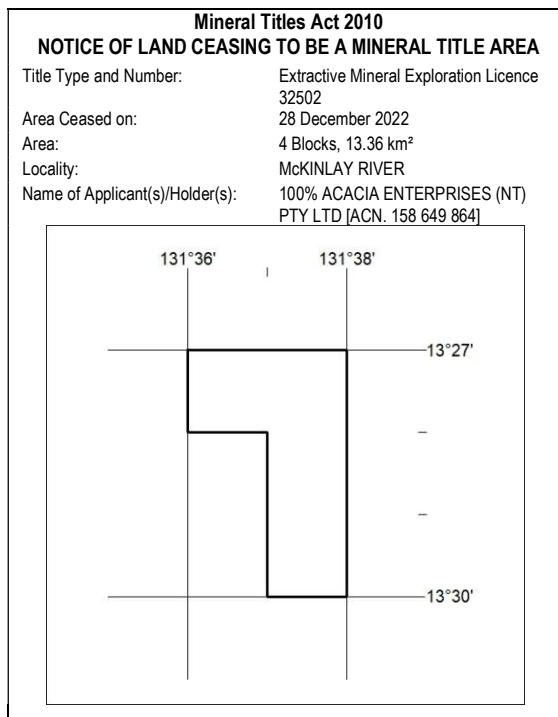 Mineral Titles Act 2010
NOTICE OF LAND CEASING TO BE A MINERAL TITLE AREA
Title Type and Number: Extractive Mineral Exploration Licence
32502
Area Ceased on: 28 December 2022
Area: 4 Blocks, 13.36 km²
Locality: McKINLAY RIVER
Name of Applicant(s)/Holder(s): 100% ACACIA ENTERPRISES (NT)
PTY LTD [ACN. 158 649 864]
131°36' 131°38'
13°27'
13°30'